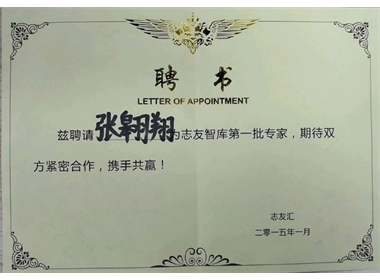 聘书
LETTER OF APPOINTMENT
兹聘请张翱翔为志友智库第一批专家，期待双
方紧密合作，携手共赢！
志友汇
二零一五年一月